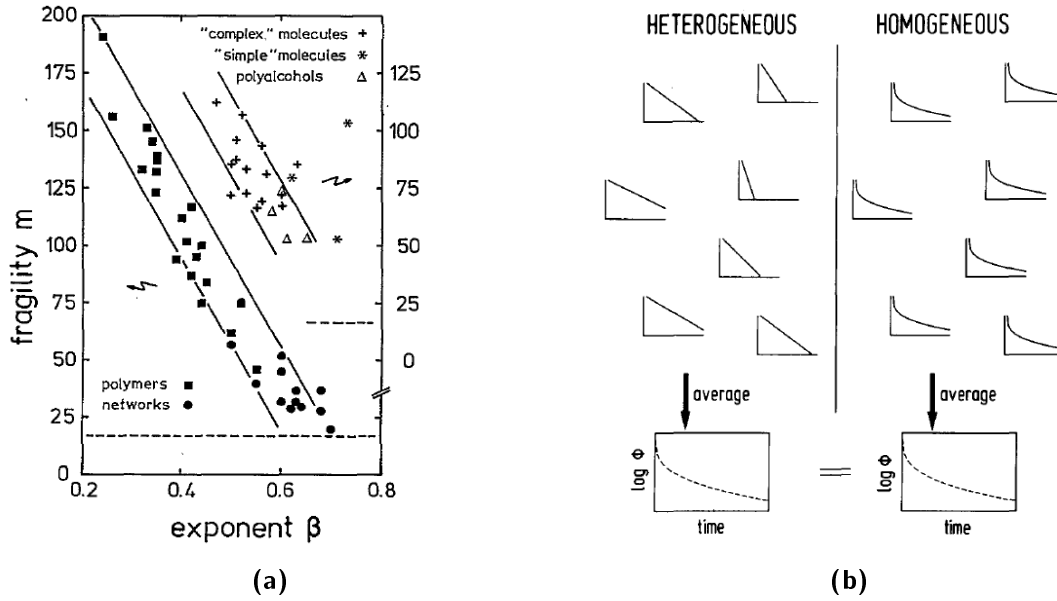 200
175
150
125
100
75
50
25
0
fragility m
"complex" molecules
"simple" molecules
polyalcohols
125
100
75
50
25
0
polymers
networks
0.2
0.4
0.6
0.8
exponent β
(a)
HETEROGENEOUS
HOMOGENEOUS
average
average
log Φ
log Φ
time
time
(b)